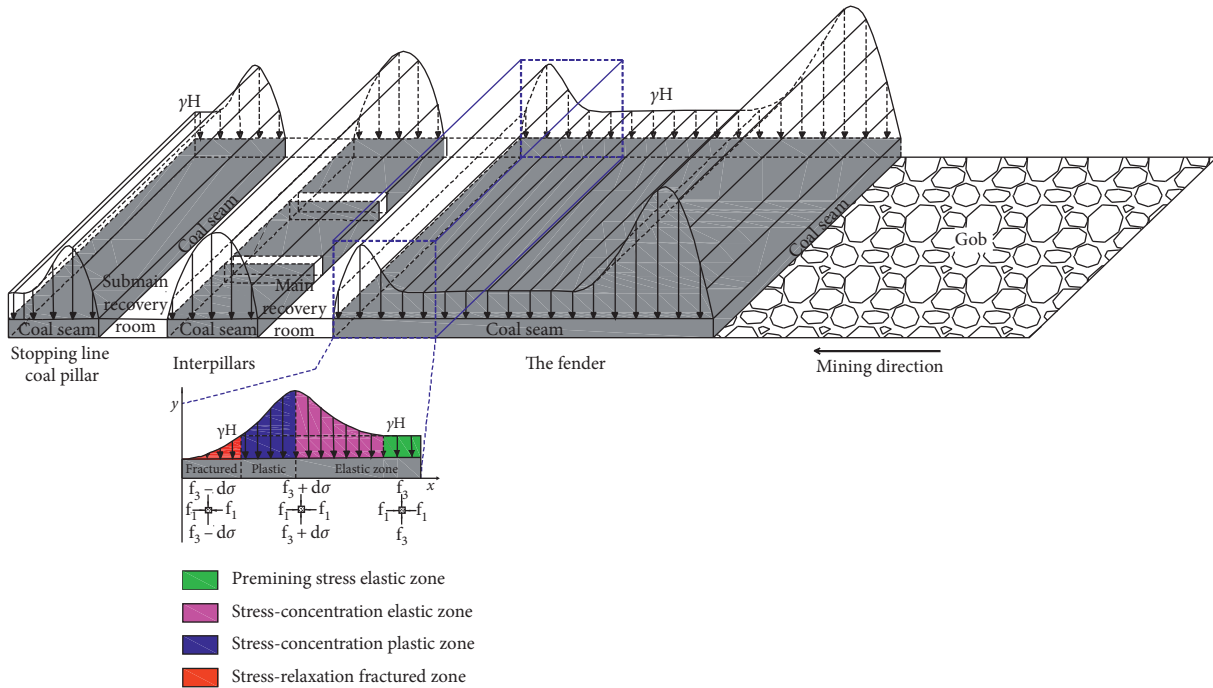 γH
γH
Coal seam
Coal seam
Gob
Submain
recovery
room
Main
recovery
room
Coal seam
Coal seam
Coal seam
Stopping line
coal pillar
Interpillars
The fender
Mining direction
y
γH
γH
Fractured
Plastic
Elastic zone
x
f₃ – dσ
f₁
f₁
f₃ – dσ
f₃ + dσ
f₁
f₁
f₃ + dσ
f₃
f₁
f₁
f₃
Premining stress elastic zone
Stress-concentration elastic zone
Stress-concentration plastic zone
Stress-relaxation fractured zone